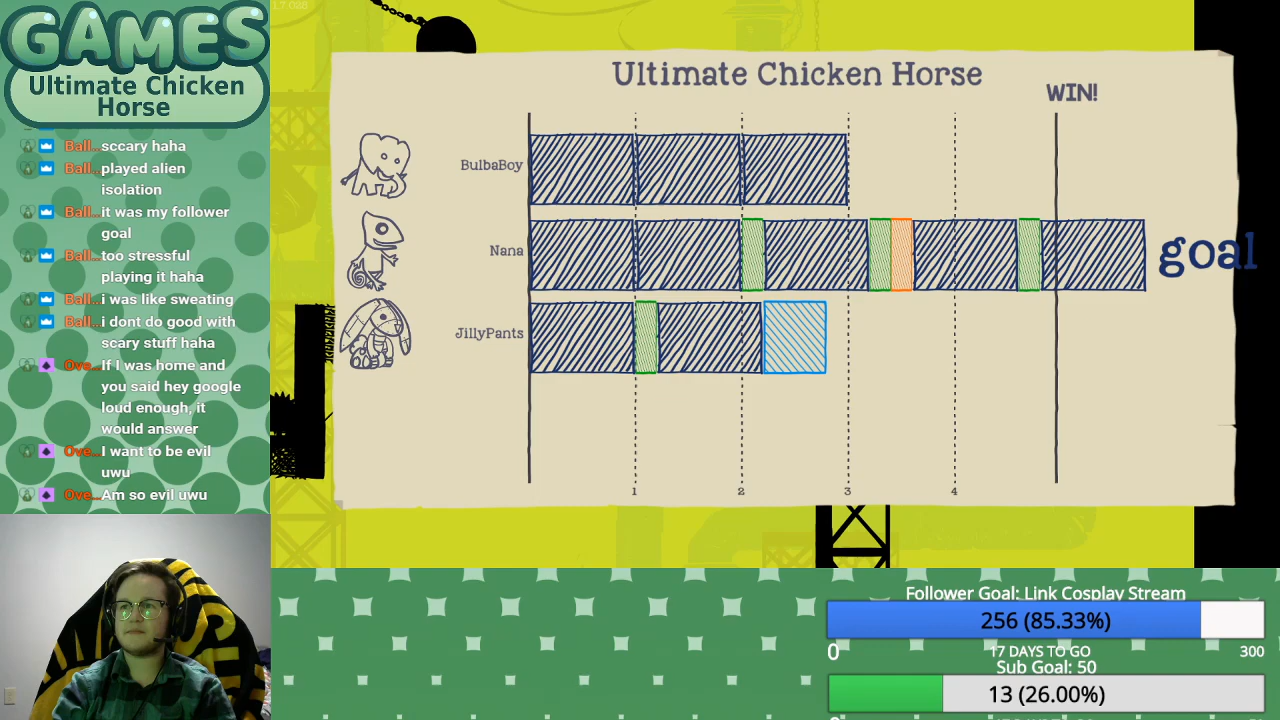 GAMES
Ultimate Chicken
Horse
Ball...sccary haha
Ball...played alien
isolation
Ball...it was my follower
goal
Ball...too stressful
playing it haha
Ball...i was like sweating
Ball...i dont do good with
scary stuff haha
Ove...If I was home and
you said hey google
loud enough, it
would answer
Ove...I want to be evil
uwu
Ove...Am so evil uwu
1.7.025
Ultimate Chicken Horse
WIN!
BulbaBoy
Nana
goal
JillyPants
1 2 3 4
Follower Goal: Link Cosplay Stream
256 (85.33%)
0 17 DAYS TO GO 300
Sub Goal: 50
13 (26.00%)